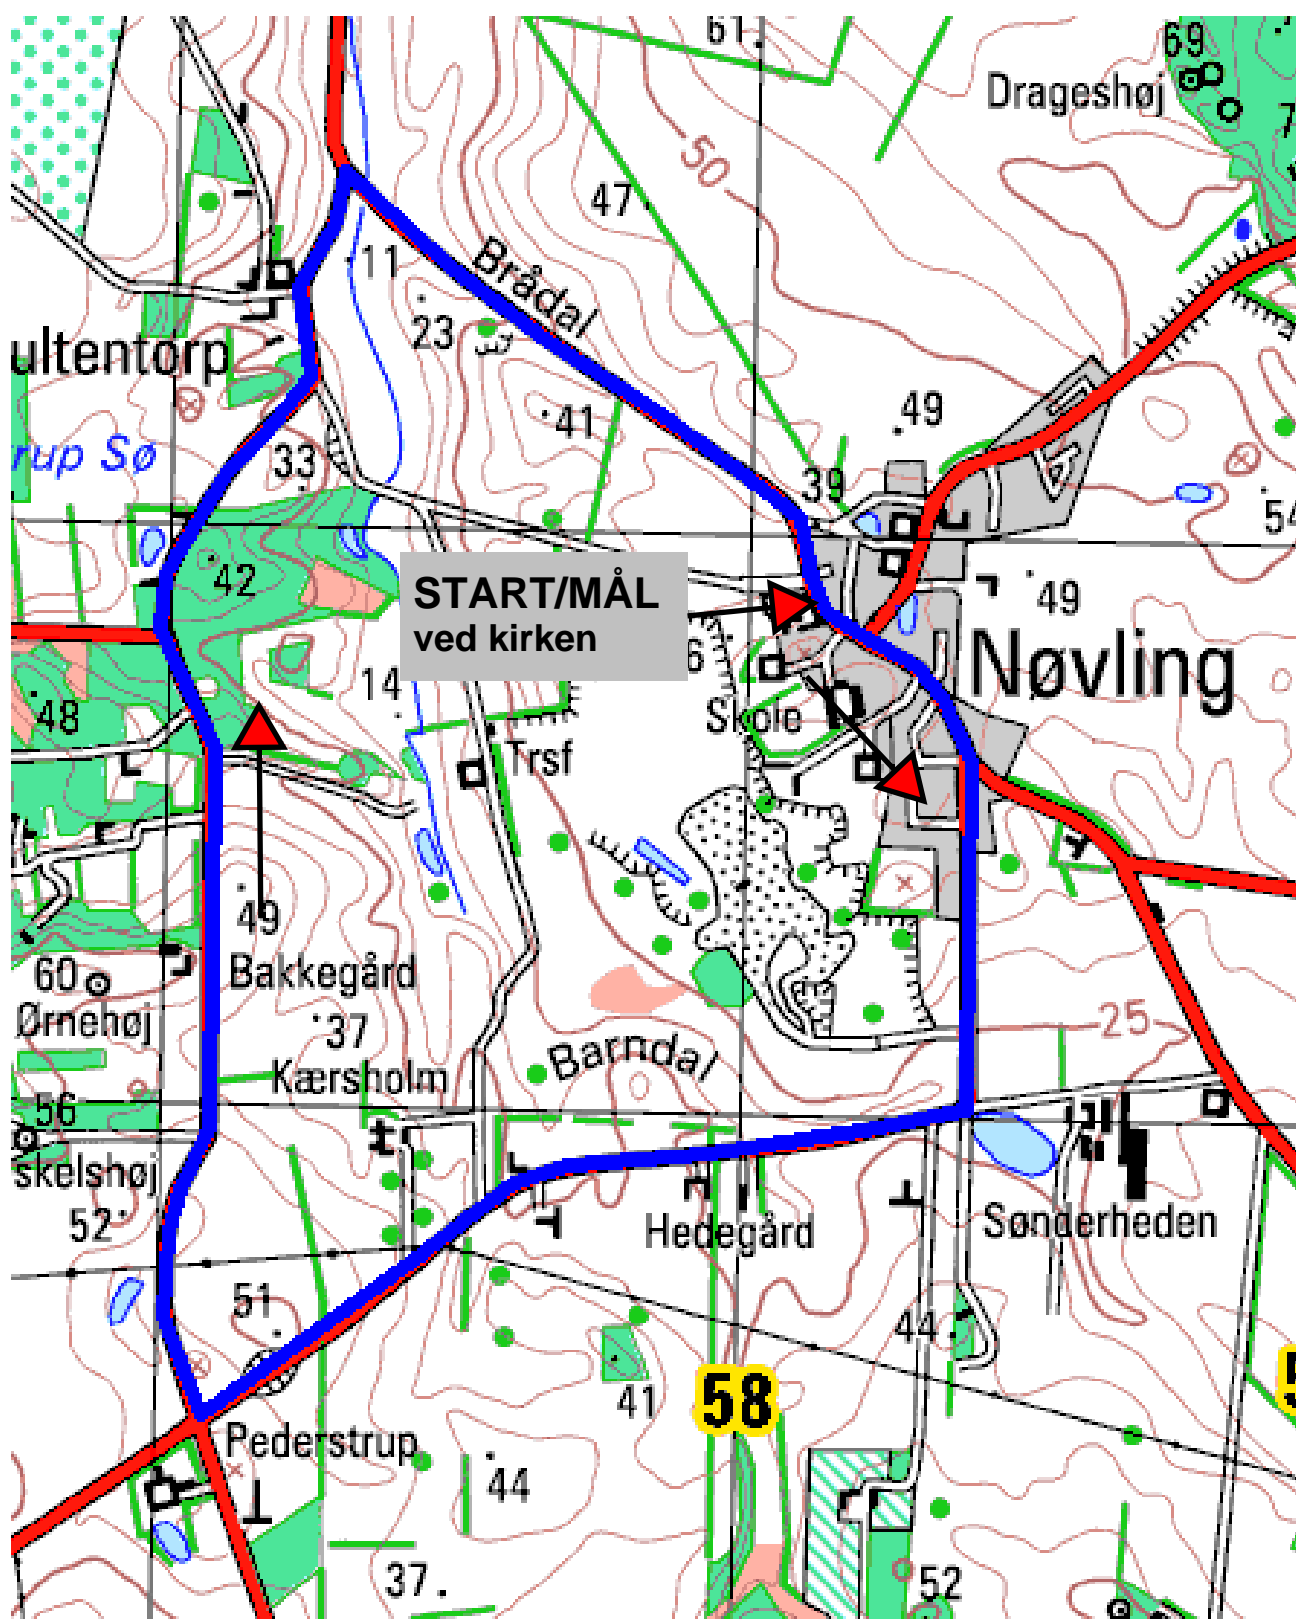 61.
69
Drageshøj
7
50
47.
Brådal
11
23
ultentorp
41
49
rup Sø
33
39
54
42
START/MÅL
ved kirken
49
6
Nøvling
14
48
Skole
Trsf
49
60
Bakkegård
Ørnehøj
37
25
Barndal
Kærsholm
56
skelshøj
52
Hedegård
Sønderheden
51
44.
41
58
5
Pederstrup
44
37.
52